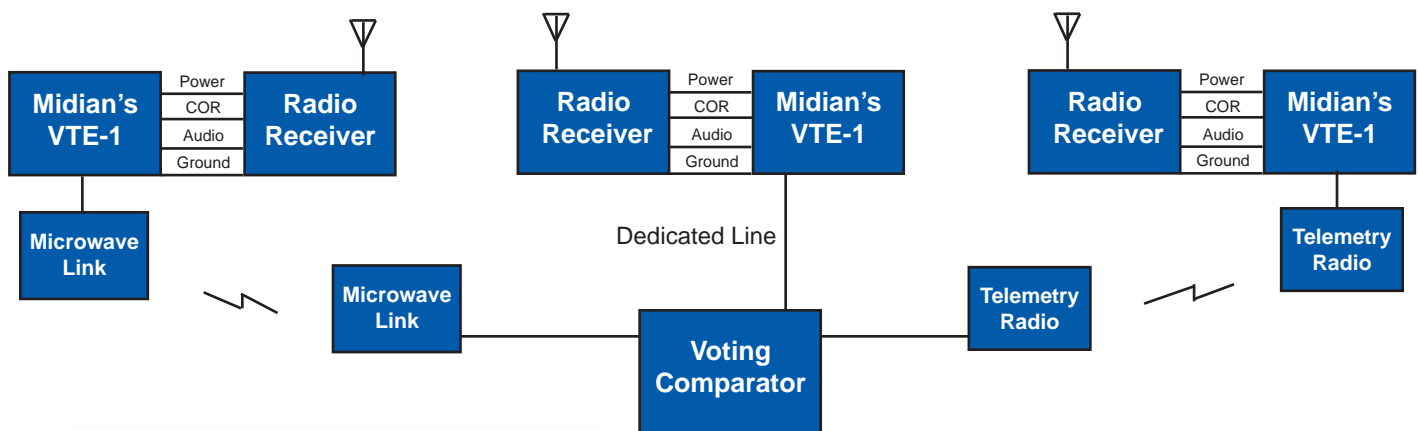 Midian's
VTE-1
Power
COR
Audio
Ground
Radio
Receiver
Radio
Receiver
Power
COR
Audio
Ground
Midian's
VTE-1
Radio
Receiver
Power
COR
Audio
Ground
Midian's
VTE-1
Microwave
Link
Dedicated Line
Telemetry
Radio
Microwave
Link
Voting
Comparator
Telemetry
Radio